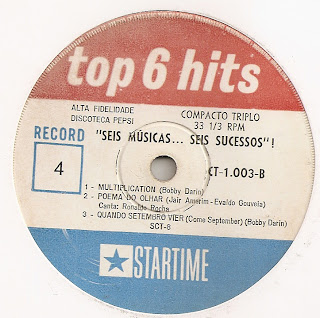 top 6 hits
ALTA FIDELIDADE
DISCOTECA PEPSI
COMPACTO TRIPLO
33 1/3 RPM
RECORD
4
"SEIS MÚSICAS... SEIS SUCESSOS"!
CT-1.003-B
1 - MULTIPLICATION (Bobby Darin)
2 - POEMA DO OLHAR (Jair Amorim - Evaldo Gouveia)
Canta: Ronaldo Rocha
3 - QUANDO SETEMBRO VIER (Come September) (Bobby Darin)
SCT-8
STARTIME